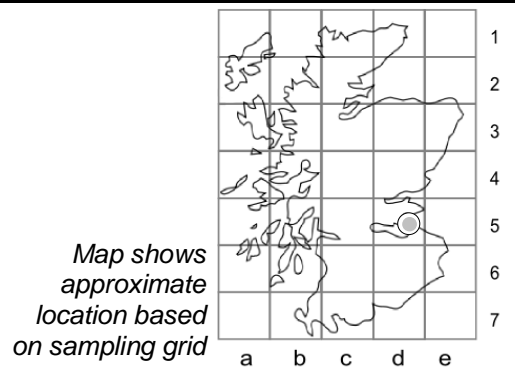 1
2
3
4
5
6
7
Map shows
approximate
location based
on sampling grid
a b c d e